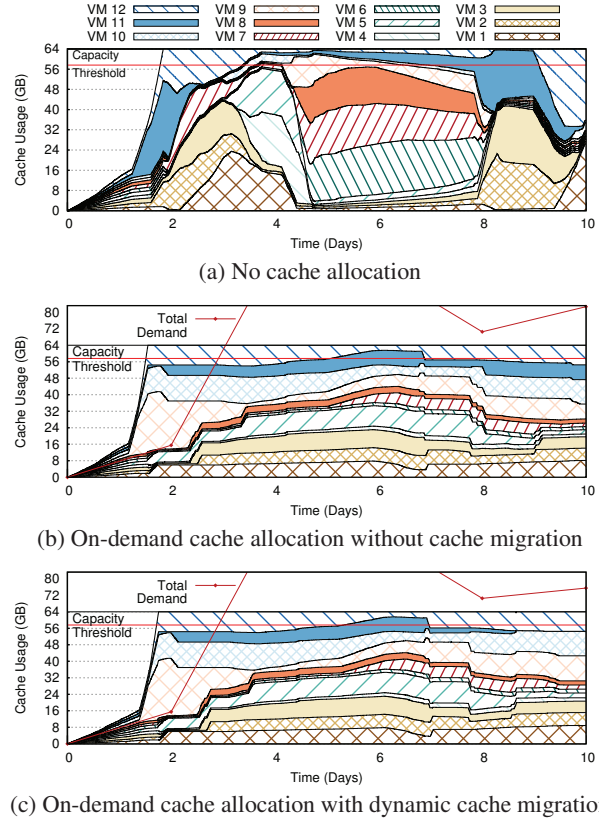 VM 12 VM 9 VM 6 VM 3
VM 11 VM 8 VM 5 VM 2
VM 10 VM 7 VM 4 VM 1
64
56
48
40
32
24
16
8
0
Capacity
Threshold
Cache Usage (GB)
0 2 4 6 8 10
Time (Days)
(a) No cache allocation
80
72
64
56
48
40
32
24
16
8
0
Total
Demand
Capacity
Threshold
Cache Usage (GB)
0 2 4 6 8 10
Time (Days)
(b) On-demand cache allocation without cache migration
80
72
64
56
48
40
32
24
16
8
0
Total
Demand
Capacity
Threshold
Cache Usage (GB)
0 2 4 6 8 10
Time (Days)
(c) On-demand cache allocation with dynamic cache migratio